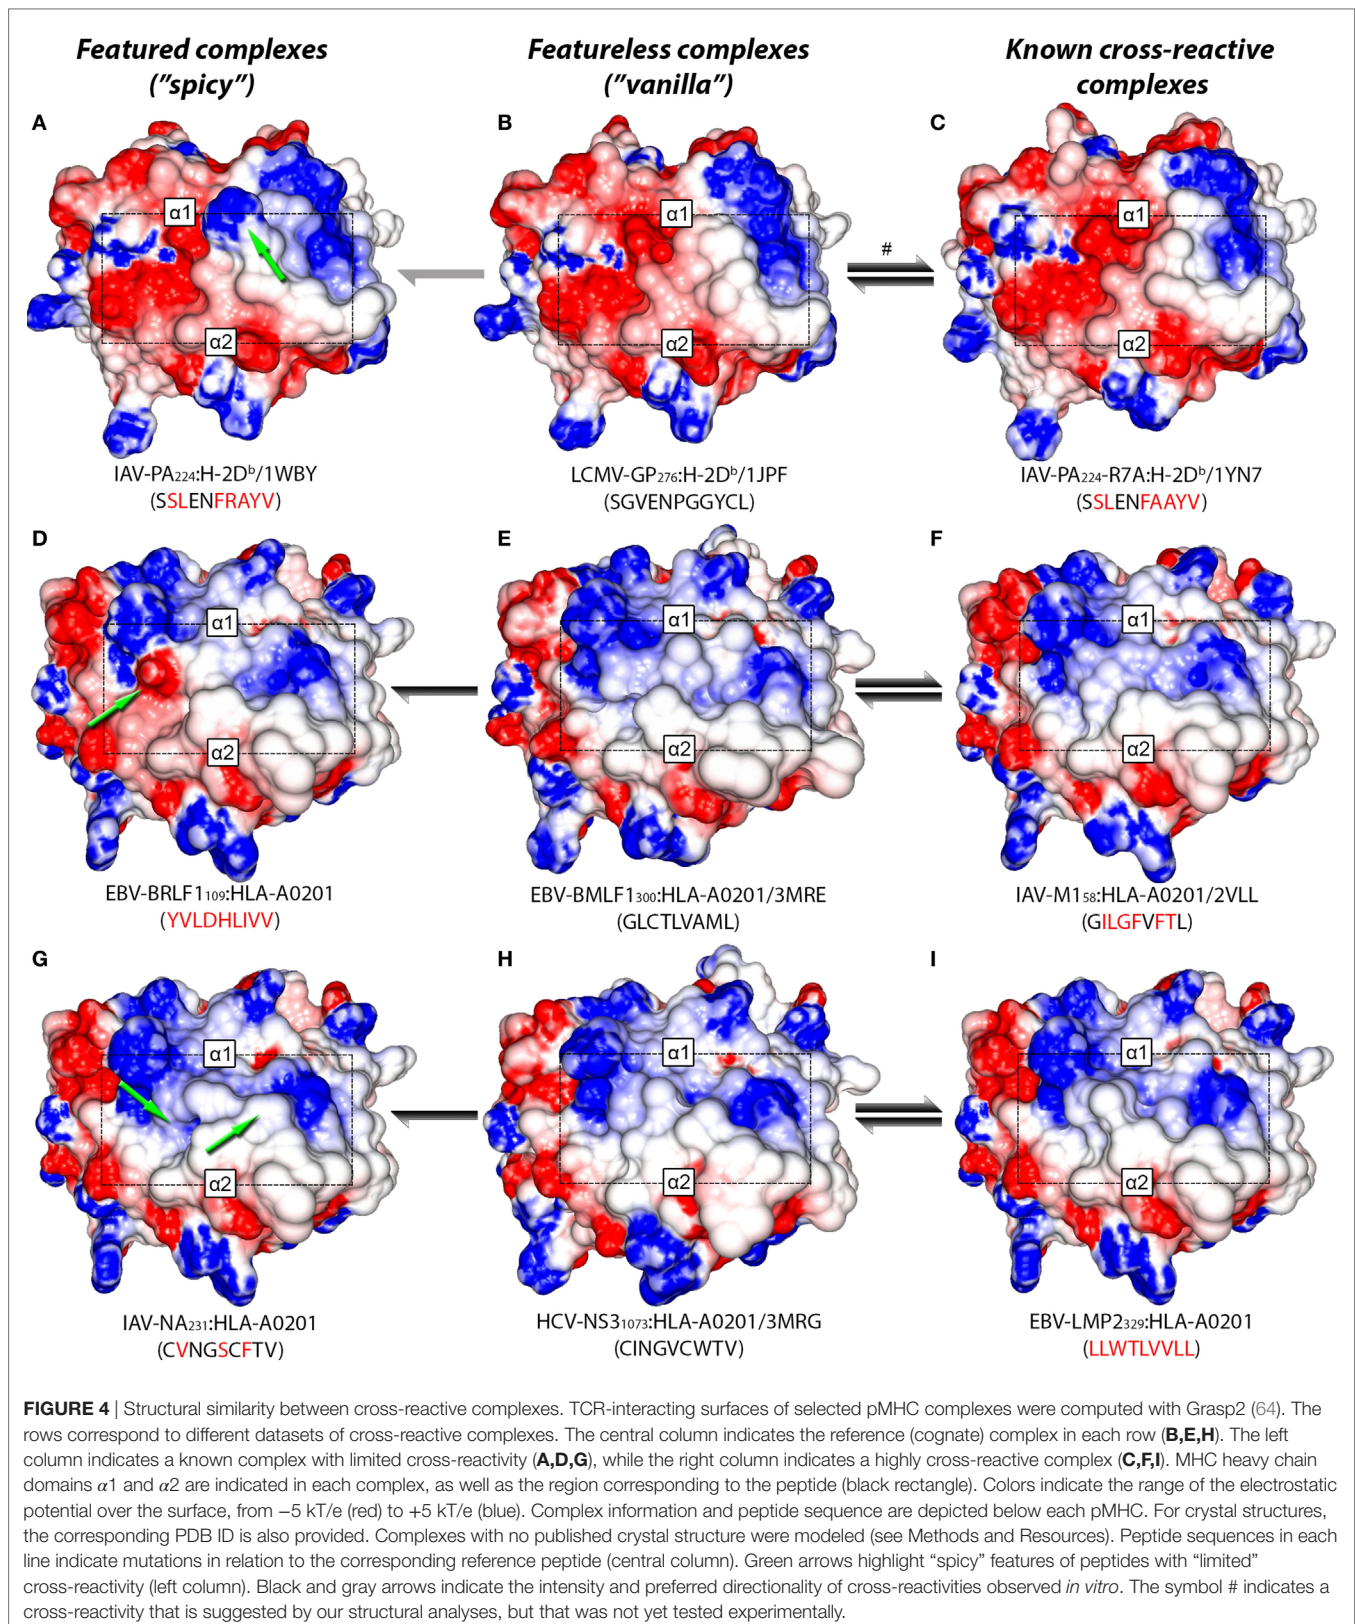 Featured complexes
("spicy")
Featureless complexes
("vanilla")
Known cross-reactive
complexes
A
α1
α2
IAV-PA₂₂₄:H-2Dᵇ/1WBY
(SSLENFRAYV)
B
α1
α2
LCMV-GP₂₇₆:H-2Dᵇ/1JPF
(SGVENPGGYCL)
#
C
α1
α2
IAV-PA₂₂₄-R7A:H-2Dᵇ/1YN7
(SSLENFAAYV)
D
α1
α2
EBV-BRLF1₁₀₉:HLA-A0201
(YVLDHLIVV)
E
α1
α2
EBV-BMLF1₃₀₀:HLA-A0201/3MRE
(GLCTLVAML)
F
α1
α2
IAV-M1₅₈:HLA-A0201/2VLL
(GILGFVFTL)
G
α1
α2
IAV-NA₂₃₁:HLA-A0201
(CVNGSCFTV)
H
α1
α2
HCV-NS3₁₀₇₃:HLA-A0201/3MRG
(CINGVCWTV)
I
α1
α2
EBV-LMP2₃₂₉:HLA-A0201
(LLWTLVVLL)
FIGURE 4 | Structural similarity between cross-reactive complexes. TCR-interacting surfaces of selected pMHC complexes were computed with Grasp2 (64). The
rows correspond to different datasets of cross-reactive complexes. The central column indicates the reference (cognate) complex in each row (B,E,H). The left
column indicates a known complex with limited cross-reactivity (A,D,G), while the right column indicates a highly cross-reactive complex (C,F,I). MHC heavy chain
domains α1 and α2 are indicated in each complex, as well as the region corresponding to the peptide (black rectangle). Colors indicate the range of the electrostatic
potential over the surface, from −5 kT/e (red) to +5 kT/e (blue). Complex information and peptide sequence are depicted below each pMHC. For crystal structures,
the corresponding PDB ID is also provided. Complexes with no published crystal structure were modeled (see Methods and Resources). Peptide sequences in each
line indicate mutations in relation to the corresponding reference peptide (central column). Green arrows highlight “spicy” features of peptides with “limited”
cross-reactivity (left column). Black and gray arrows indicate the intensity and preferred directionality of cross-reactivities observed in vitro. The symbol # indicates a
cross-reactivity that is suggested by our structural analyses, but that was not yet tested experimentally.